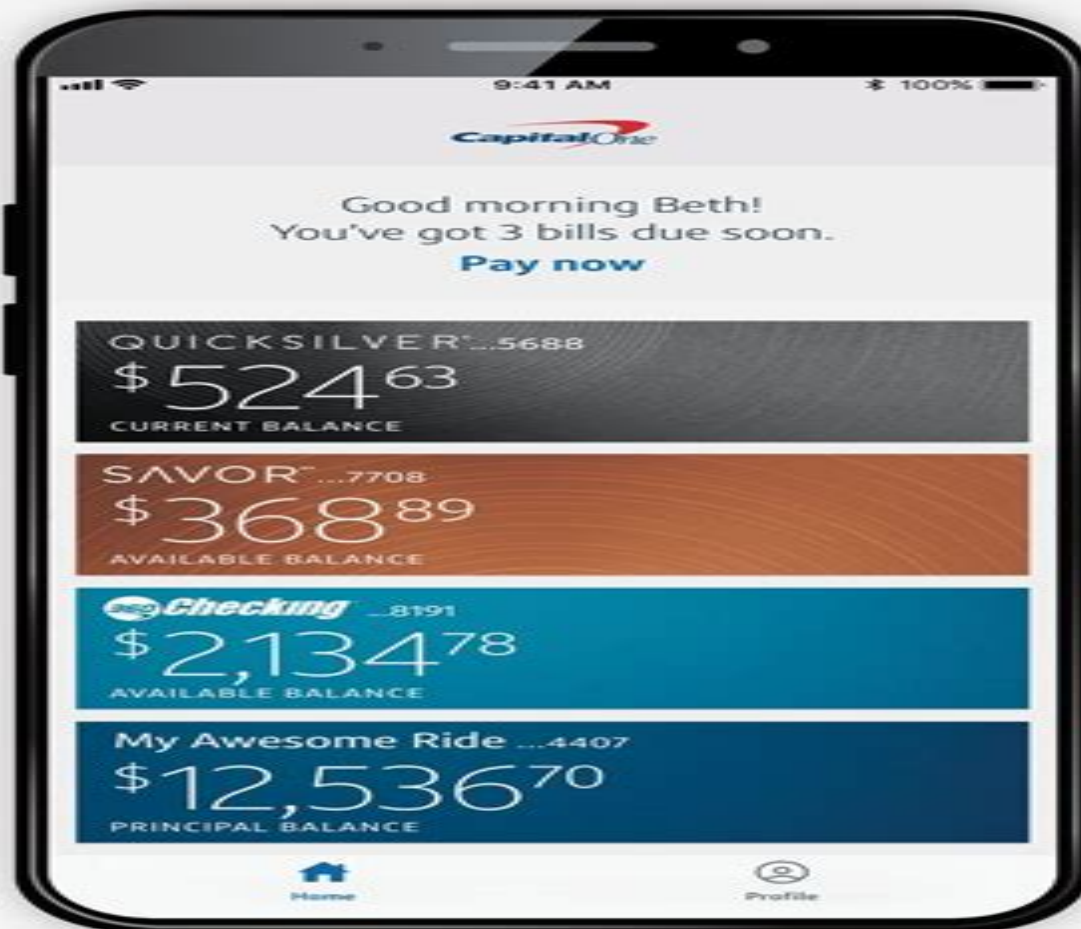 9:41 AM
100%
Capital One
Good morning Beth!
You've got 3 bills due soon.
Pay now
QUICKSILVER ...5688
$524 63
CURRENT BALANCE
SAVOR ...7708
$368 89
AVAILABLE BALANCE
360 Checking ...8191
$2,134 78
AVAILABLE BALANCE
My Awesome Ride ...4407
$12,536 70
PRINCIPAL BALANCE
Home
Profile